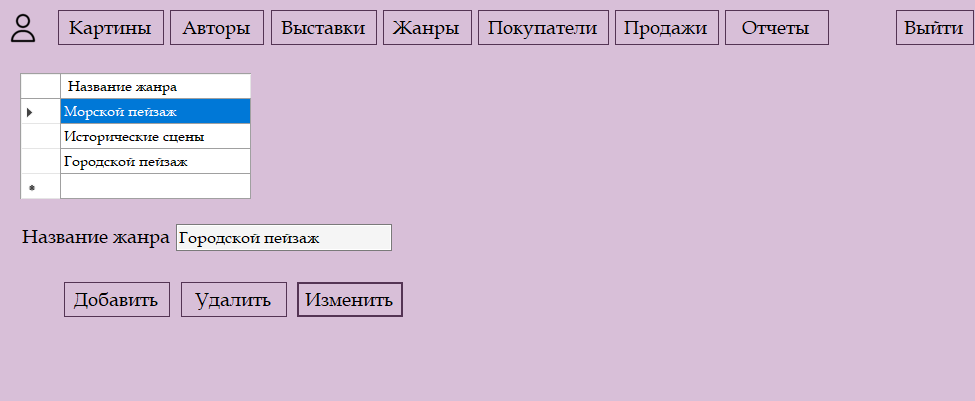 Картины Авторы Выставки Жанры Покупатели Продажи Отчеты Выйти
Название жанра
Морской пейзаж
Исторические сцены
Городской пейзаж
Название жанра Городской пейзаж
Добавить Удалить Изменить